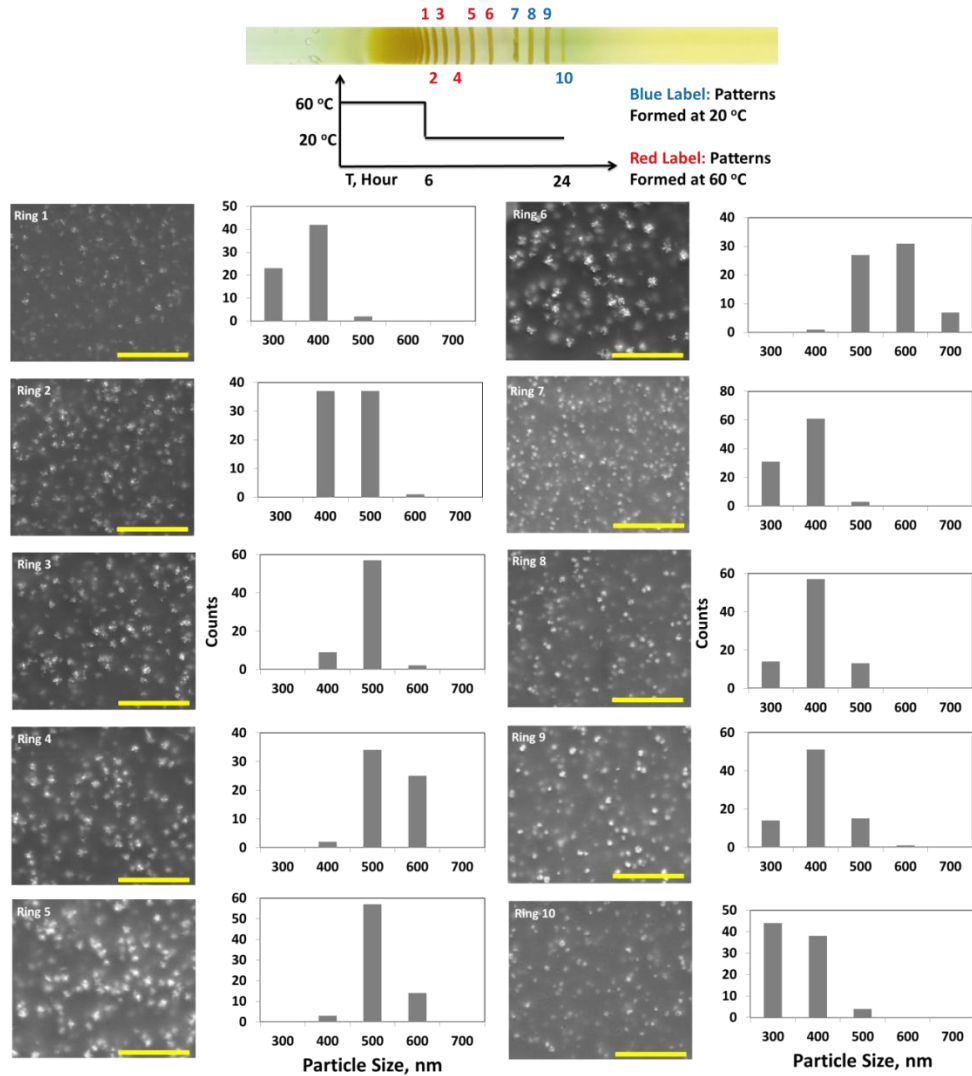 1 3 5 6 7 8 9
2 4 10
60 oC
20 oC
T, Hour 6 24
Blue Label: Patterns
Formed at 20 oC
Red Label: Patterns
Formed at 60 oC
Ring 1
50
40
30
20
10
0
300 400 500 600 700
Ring 2
40
30
20
10
0
300 400 500 600 700
Ring 3
60
40
20
0
300 400 500 600 700
Counts
Ring 4
40
30
20
10
0
300 400 500 600 700
Ring 5
60
50
40
30
20
10
0
300 400 500 600 700
Particle Size, nm
Ring 6
40
30
20
10
0
300 400 500 600 700
Ring 7
80
60
40
20
0
300 400 500 600 700
Ring 8
60
40
20
0
300 400 500 600 700
Counts
Ring 9
60
40
20
0
300 400 500 600 700
Ring 10
50
40
30
20
10
0
300 400 500 600 700
Particle Size, nm